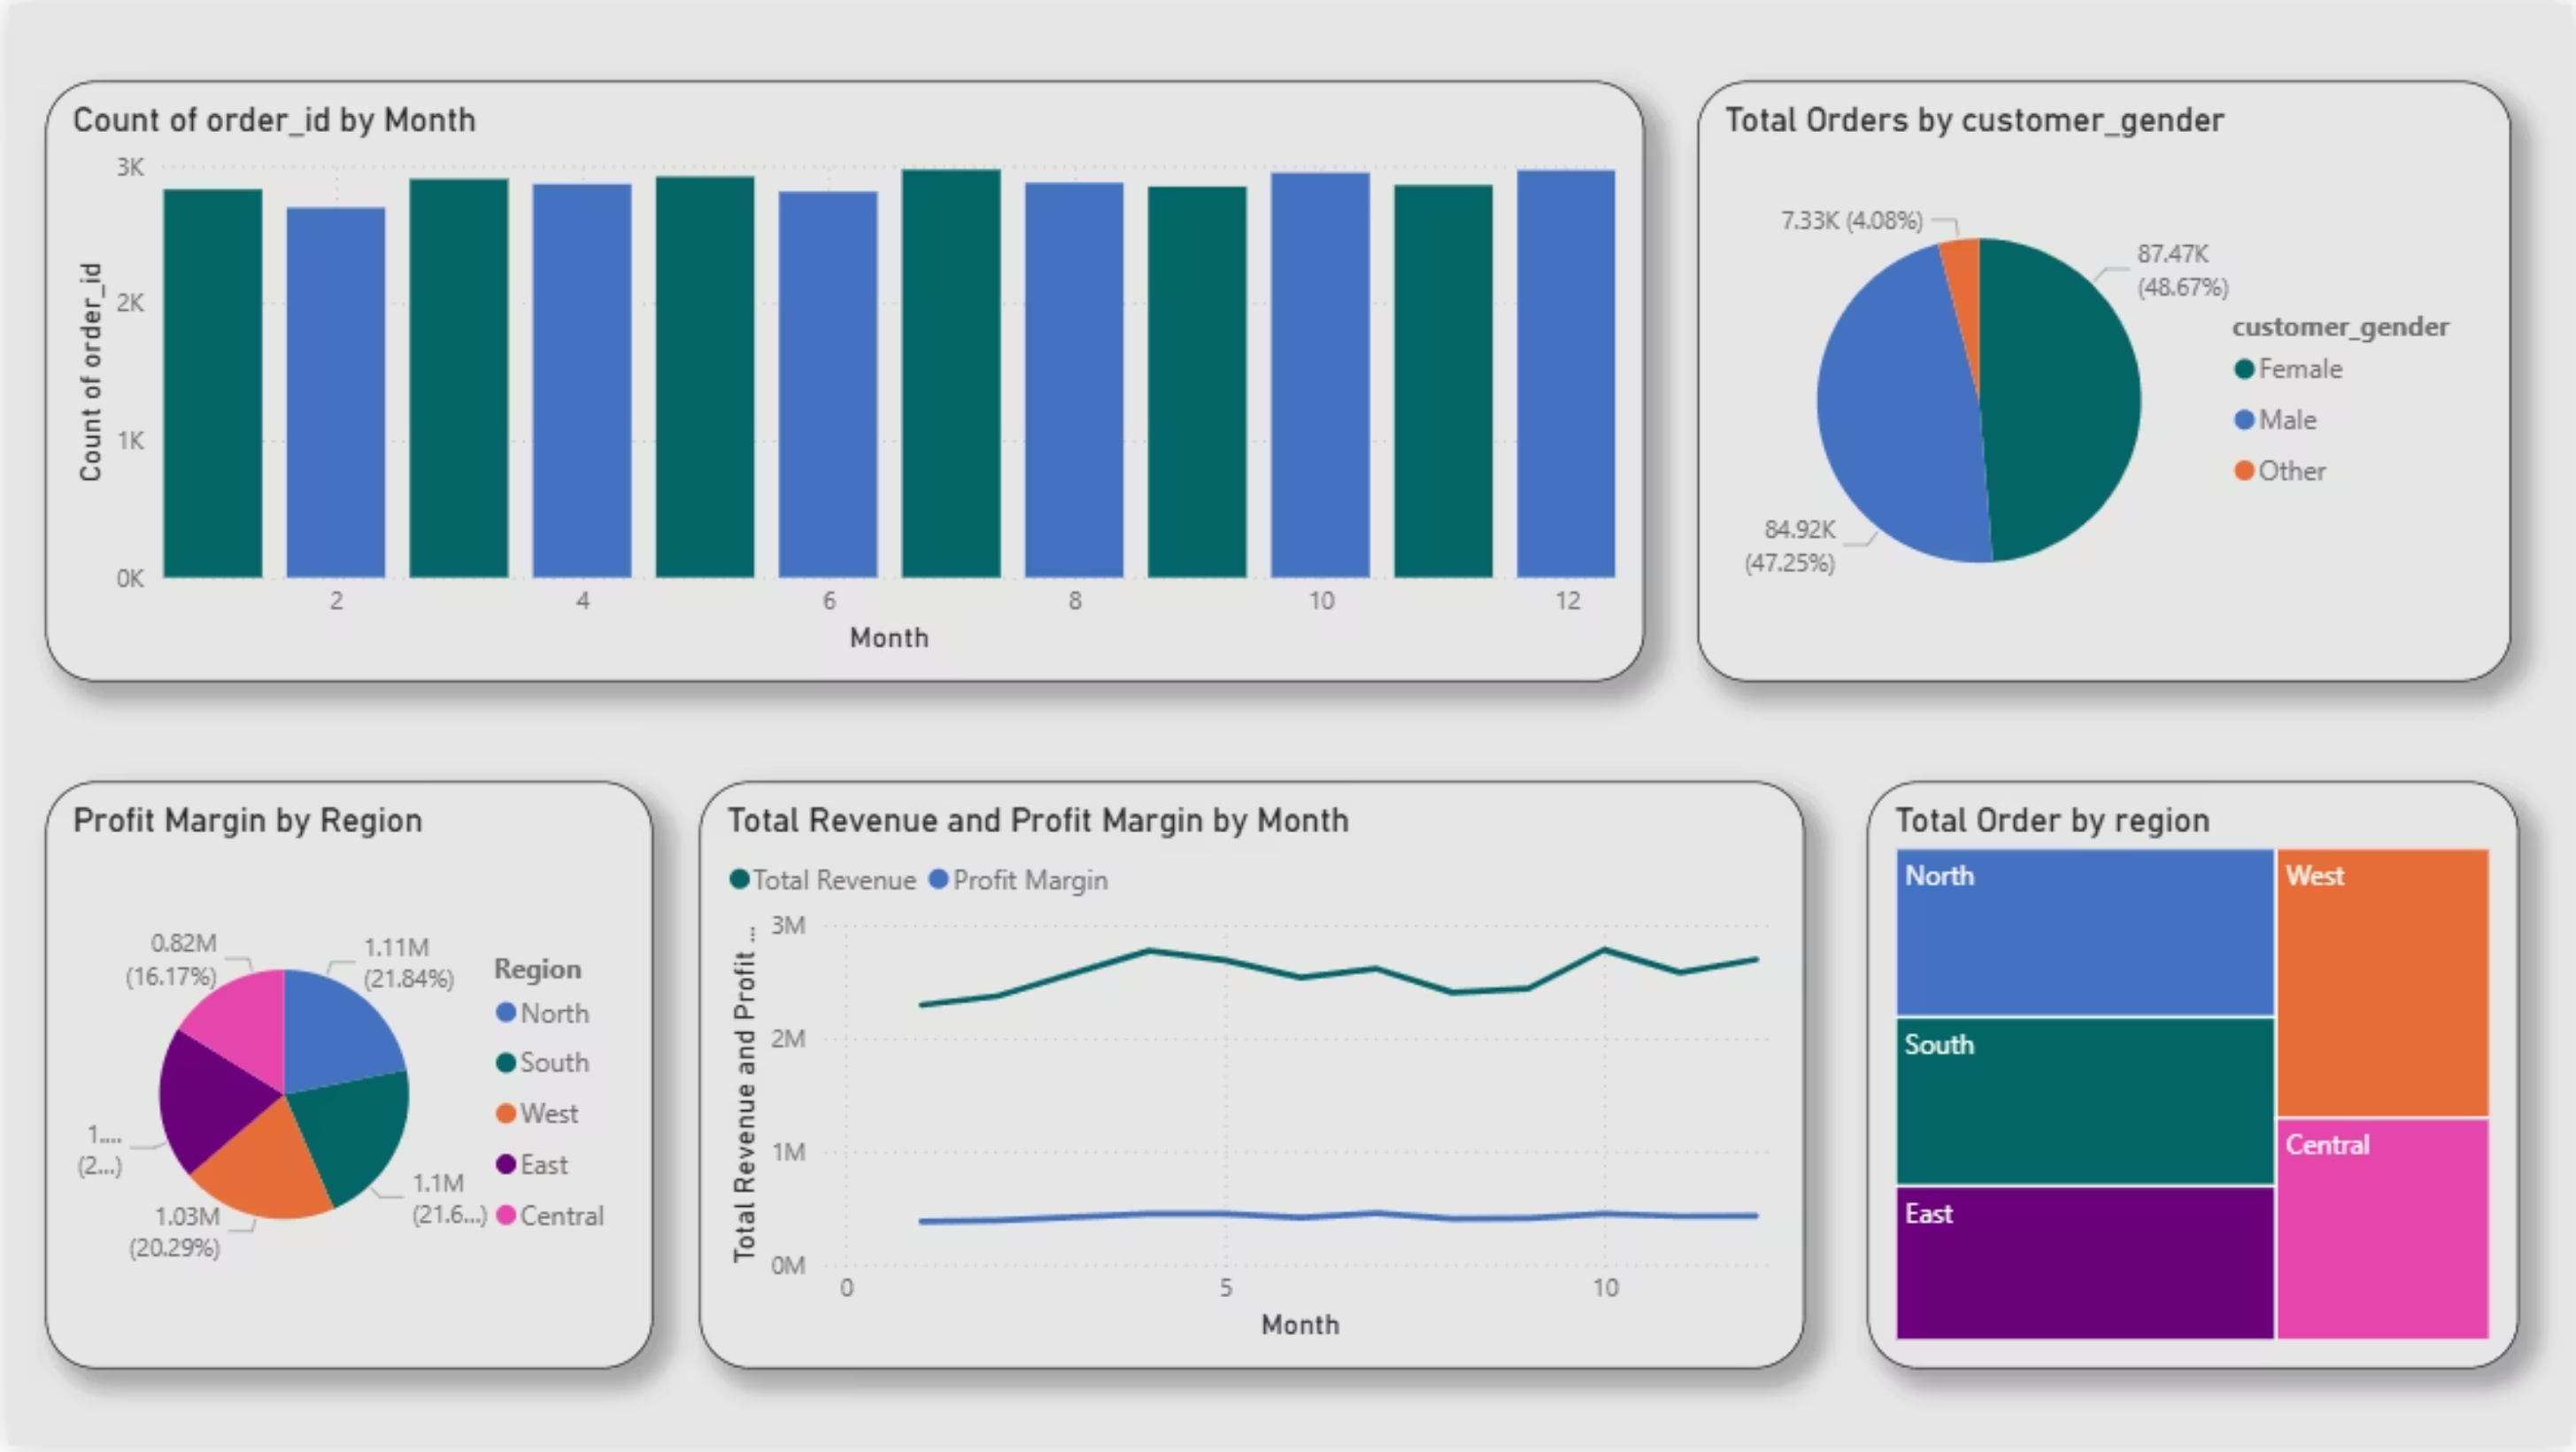 Count of order_id by Month
Count of order_id
3K
2K
1K
0K
2
4
6
8
10
12
Month
Total Orders by customer_gender
7.33K (4.08%)
87.47K
(48.67%)
84.92K
(47.25%)
customer_gender
Female
Male
Other
Profit Margin by Region
0.82M
(16.17%)
1.11M
(21.84%)
1....
(2...)
1.03M
(20.29%)
1.1M
(21.6...)
Region
North
South
West
East
Central
Total Revenue and Profit Margin by Month
Total Revenue Profit Margin
Total Revenue and Profit ...
3M
2M
1M
0M
0
5
10
Month
Total Order by region
North
West
South
Central
East